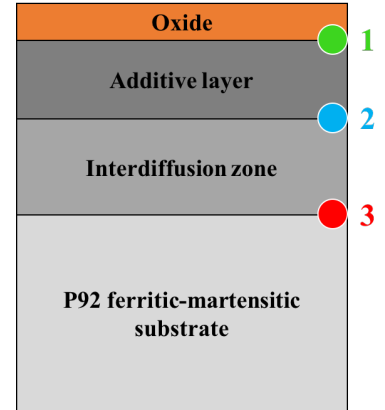 Oxide
1
Additive layer
2
Interdiffusion zone
3
P92 ferritic-martensitic
substrate